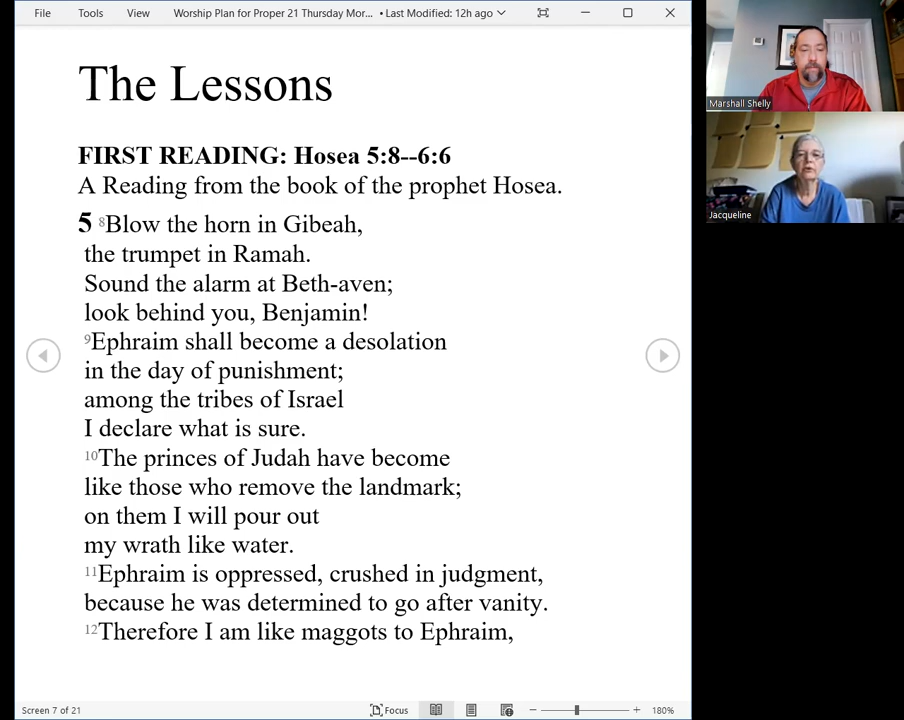 File Tools View Worship Plan for Proper 21 Thursday Mor... • Last Modified: 12h ago
The Lessons
FIRST READING: Hosea 5:8--6:6
A Reading from the book of the prophet Hosea.
5 8Blow the horn in Gibeah,
the trumpet in Ramah.
Sound the alarm at Beth-aven;
look behind you, Benjamin!
9Ephraim shall become a desolation
in the day of punishment;
among the tribes of Israel
I declare what is sure.
10The princes of Judah have become
like those who remove the landmark;
on them I will pour out
my wrath like water.
11Ephraim is oppressed, crushed in judgment,
because he was determined to go after vanity.
12Therefore I am like maggots to Ephraim,
Screen 7 of 21 Focus 180%
Marshall Shelly
Jacqueline